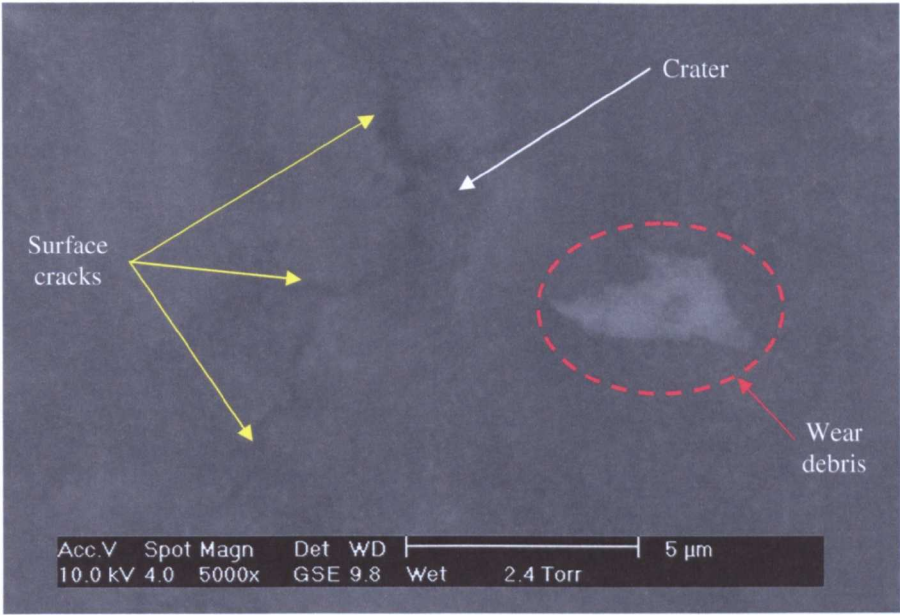 Crater
Surface
cracks
Wear
debris
Acc.V Spot Magn Det WD 5 μm
10.0 kV 4.0 5000x GSE 9.8 Wet 2.4 Torr